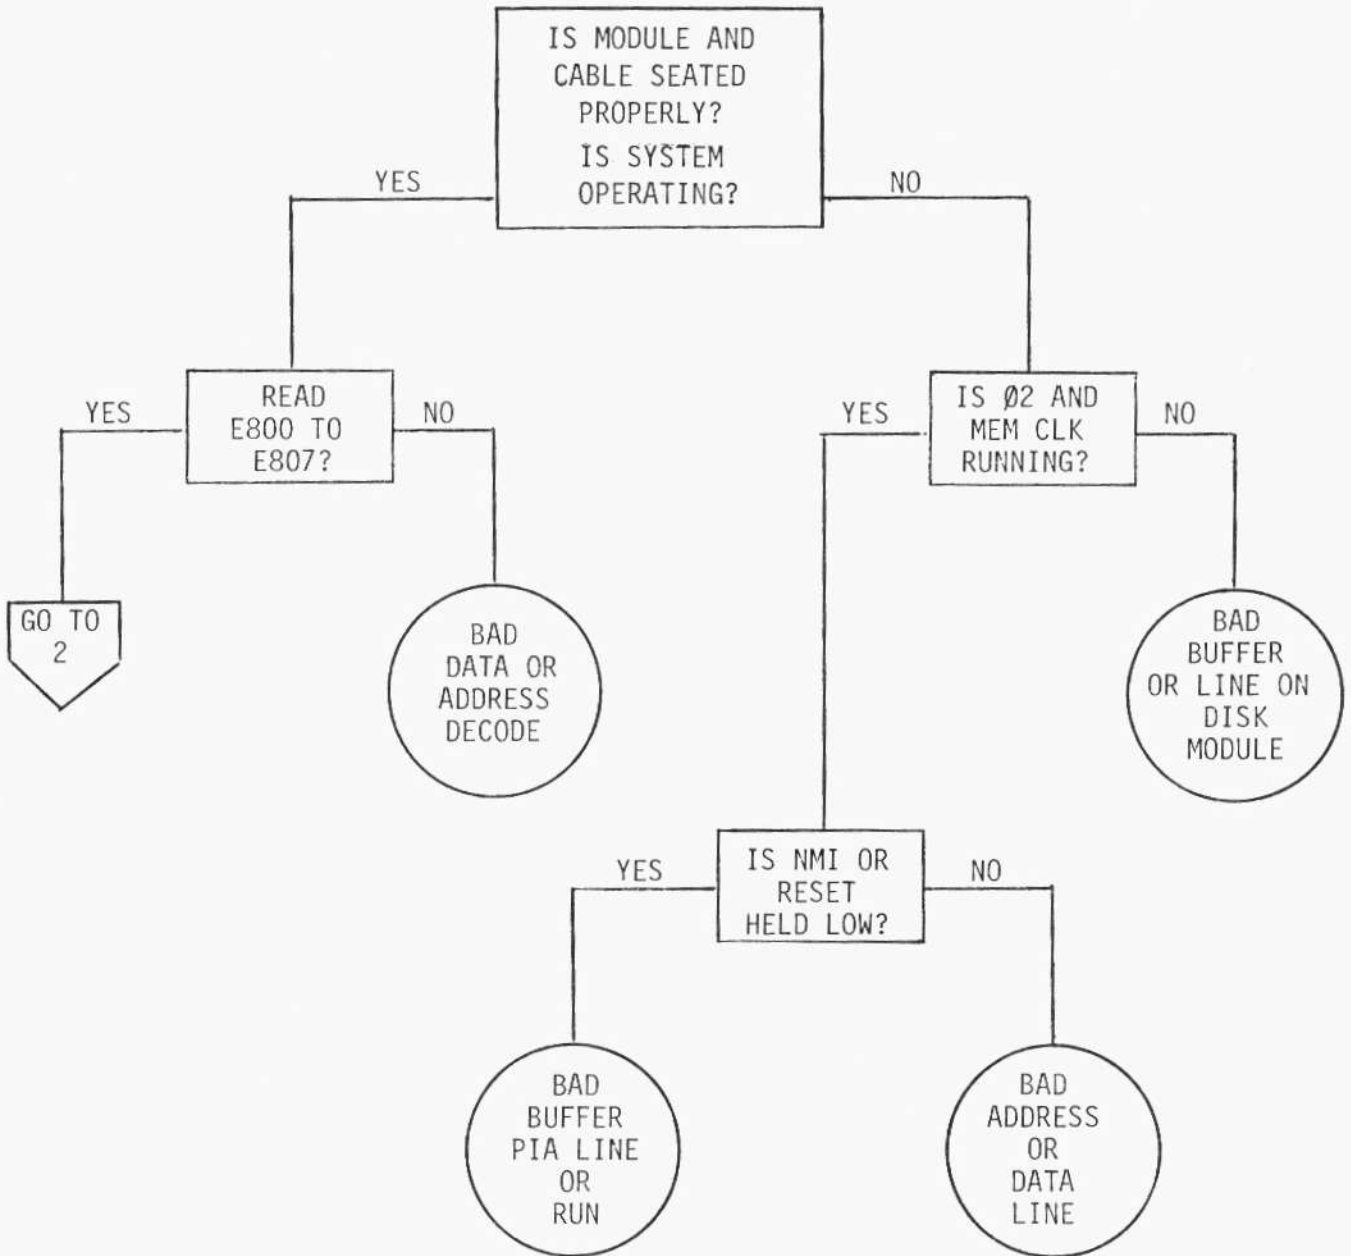 IS MODULE AND
CABLE SEATED
PROPERLY?
IS SYSTEM
OPERATING?
YES
NO
READ
E800 TO
E807?
YES
NO
IS Ø2 AND
MEM CLK
RUNNING?
YES
NO
GO TO
2
BAD
DATA OR
ADDRESS
DECODE
BAD
BUFFER
OR LINE ON
DISK
MODULE
IS NMI OR
RESET
HELD LOW?
YES
NO
BAD
BUFFER
PIA LINE
OR
RUN
BAD
ADDRESS
OR
DATA
LINE